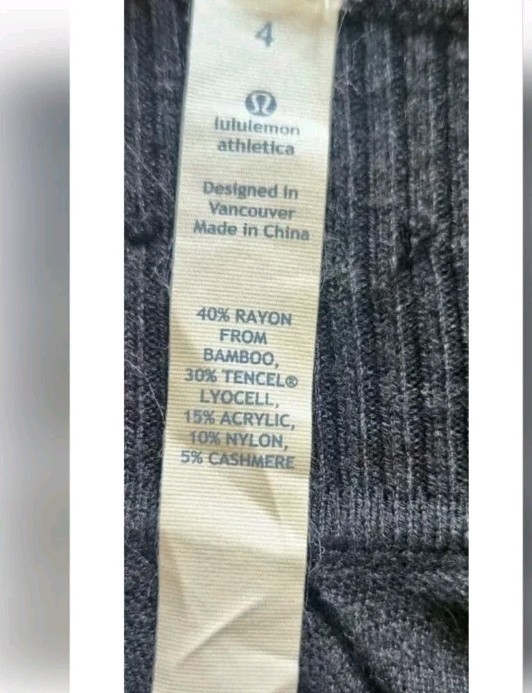 4
lululemon
athletica
Designed in
Vancouver
Made in China
40% RAYON
FROM
BAMBOO,
30% TENCEL®
LYOCELL,
15% ACRYLIC,
10% NYLON,
5% CASHMERE